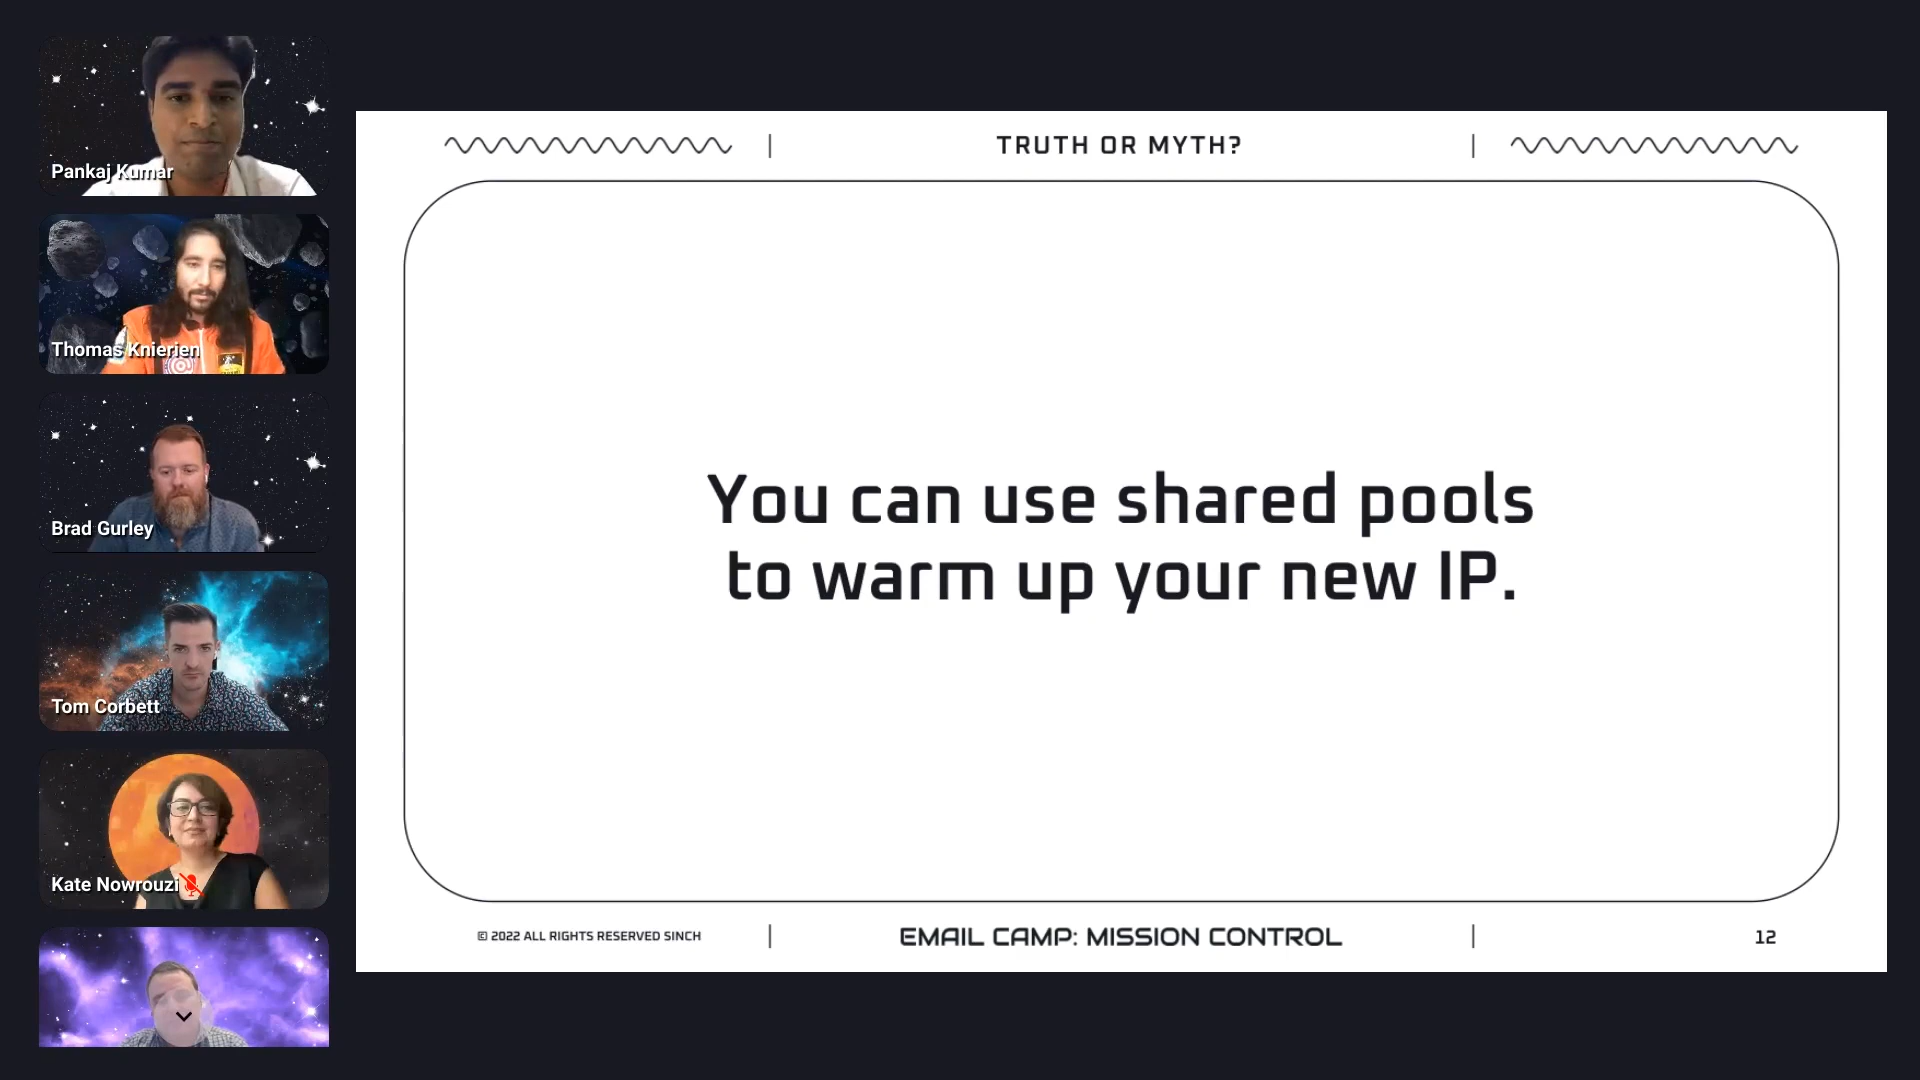 Pankaj Kumar
Thomas Knierien
Brad Gurley
Tom Corbett
Kate Nowrouzi
TRUTH OR MYTH?
You can use shared pools
to warm up your new IP.
© 2022 ALL RIGHTS RESERVED SINCH
EMAIL CAMP: MISSION CONTROL
12